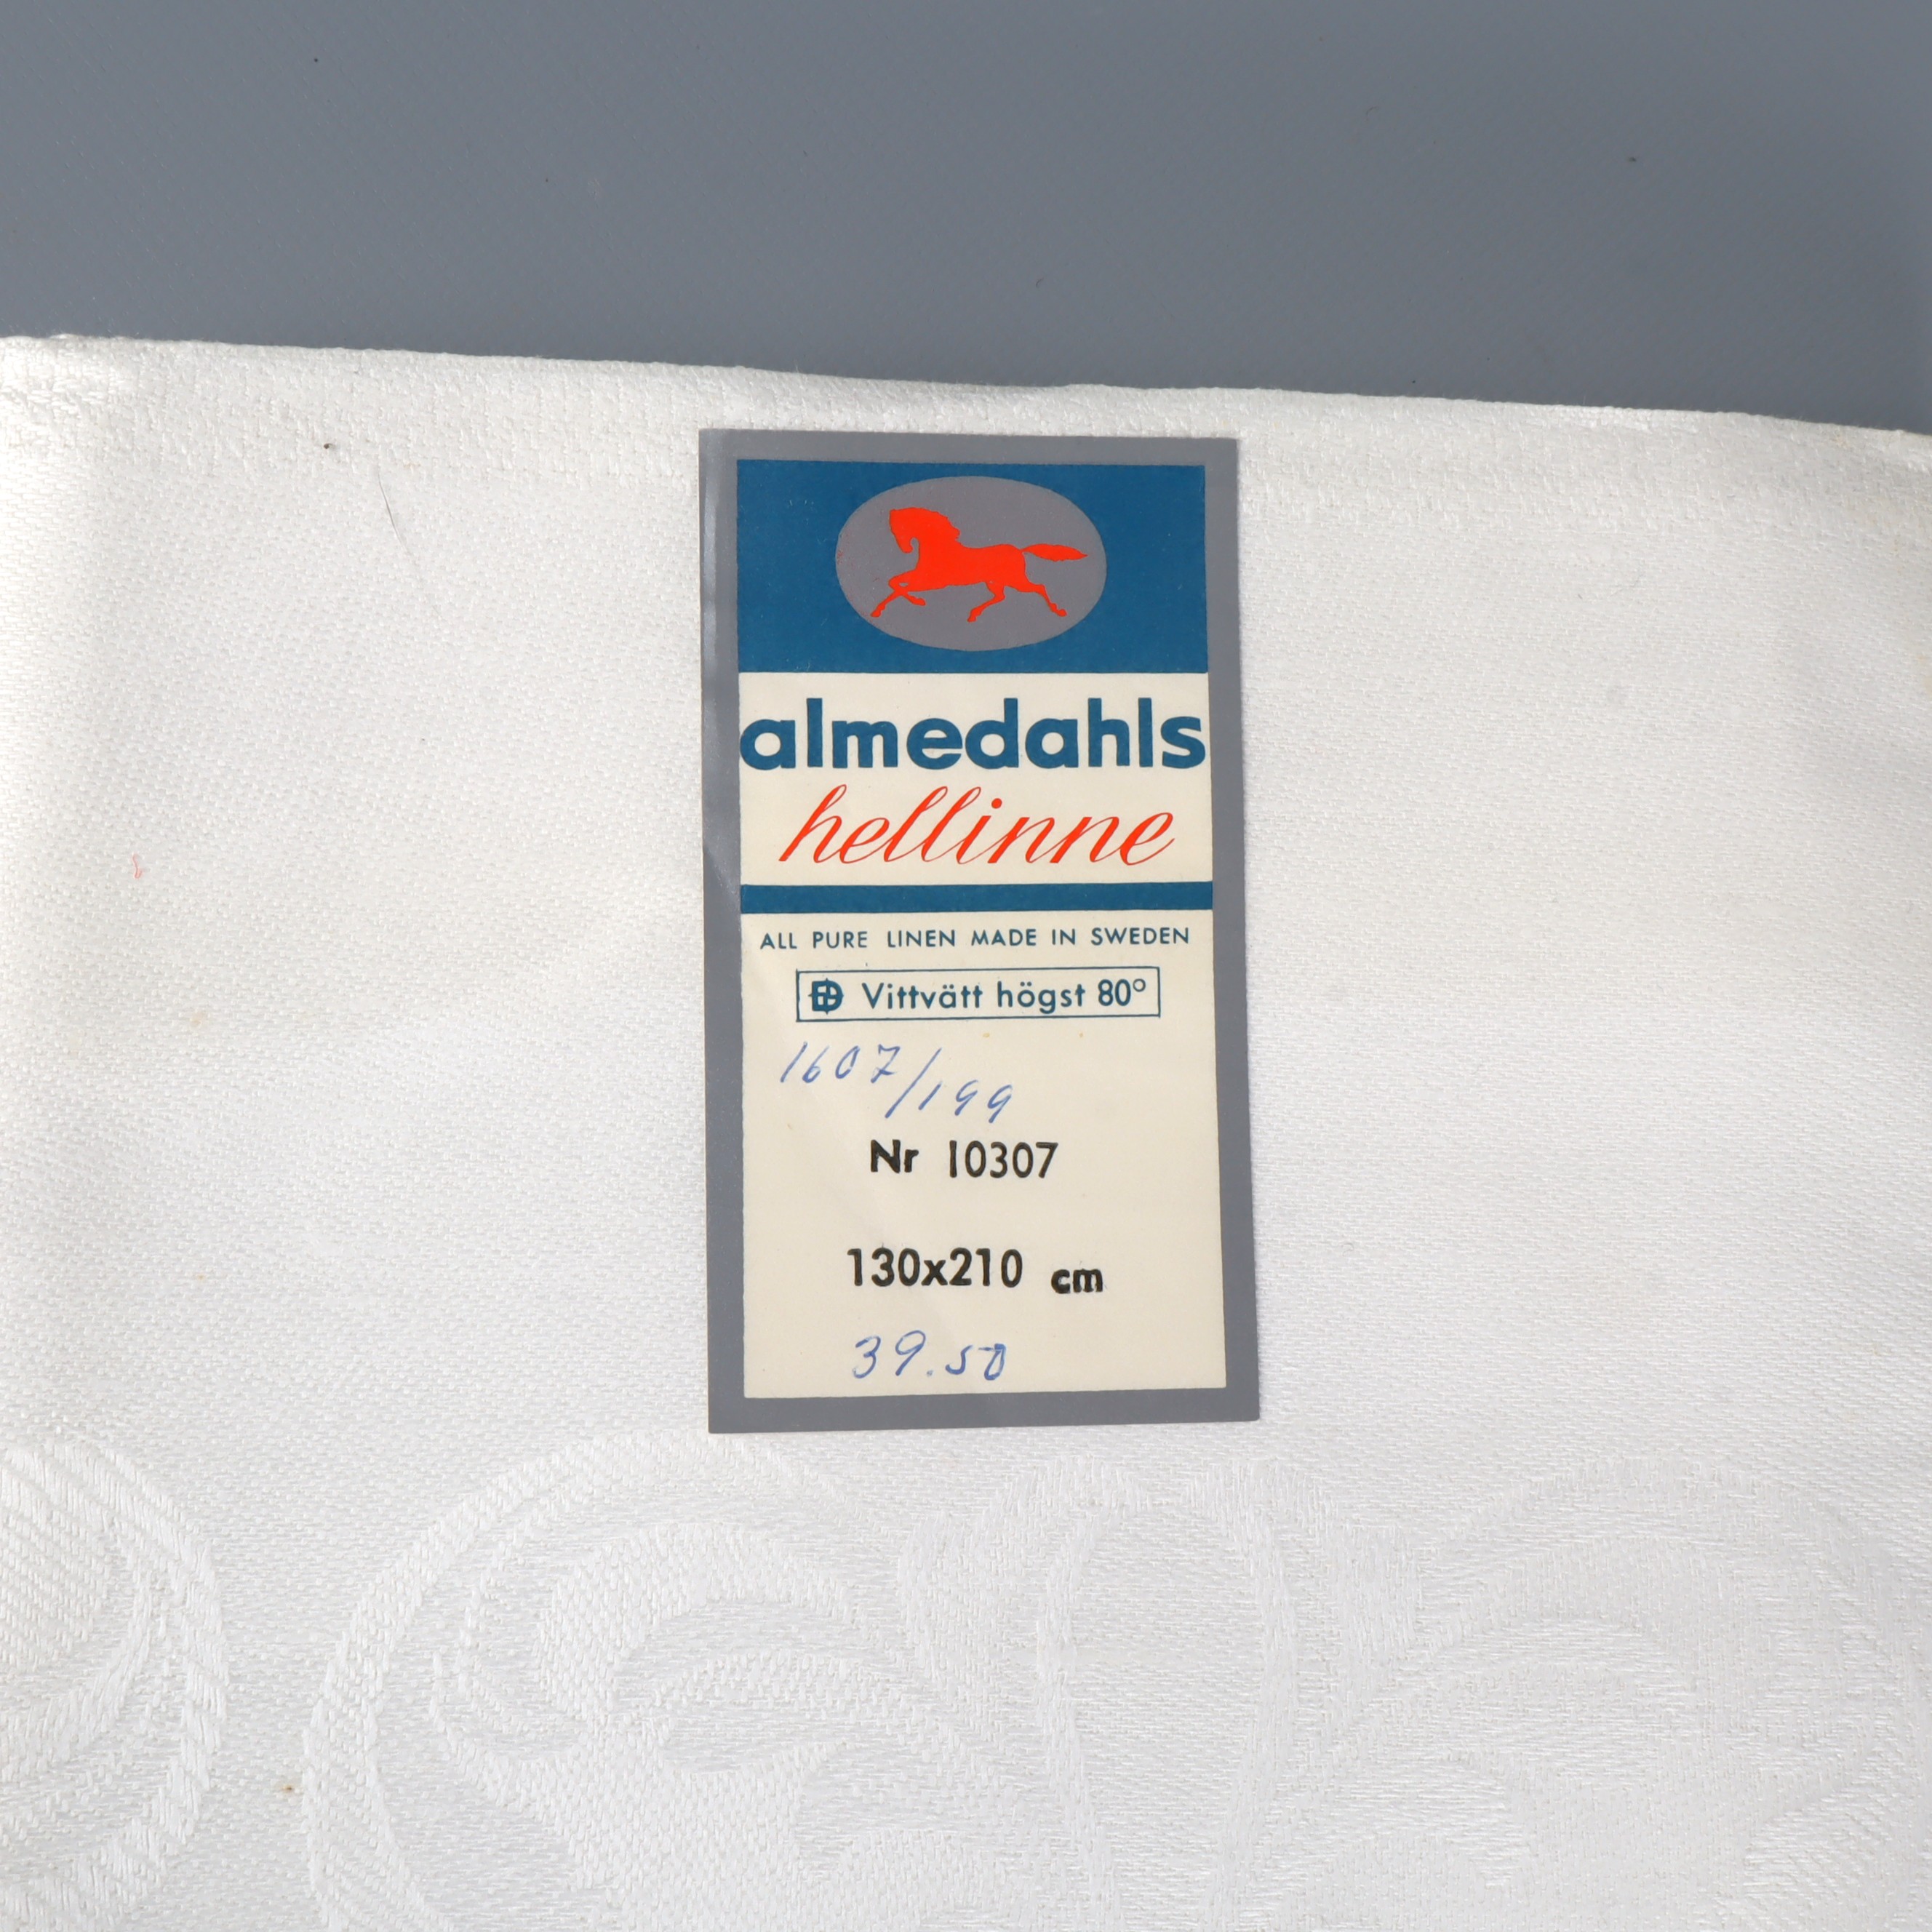 almedahls
hellinne
ALL PURE LINEN MADE IN SWEDEN
Vittvätt högst 80°
1607/199
Nr 10307
130x210 cm
39.50